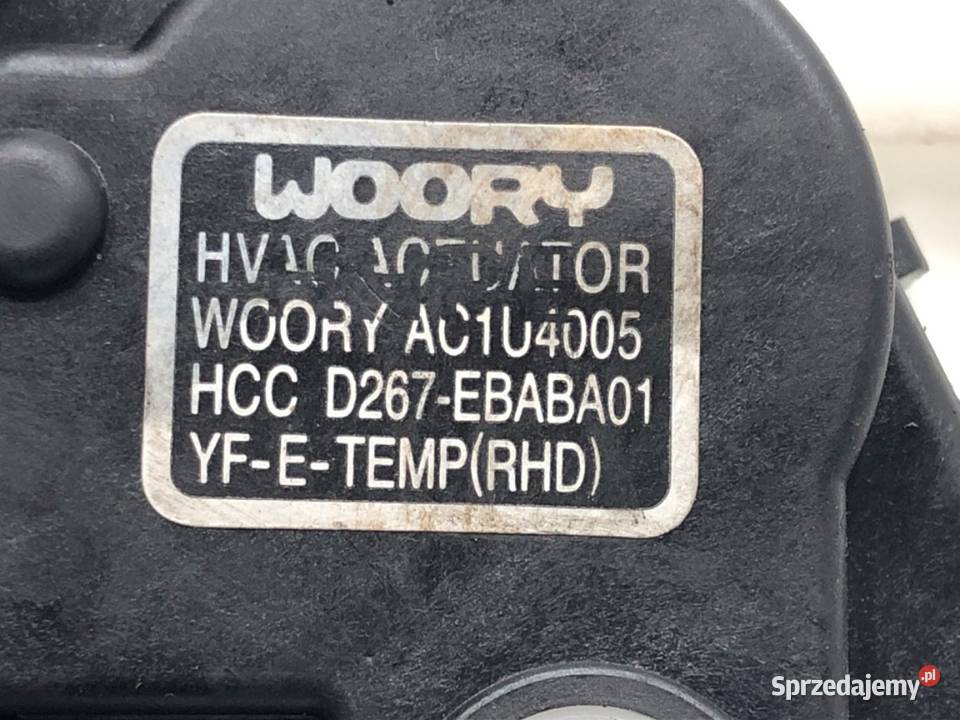 WOORY
HVAC ACTUATOR
WOORY AC1U4005
HCC D267-EBABA01
YF-E-TEMP(RHD)
Sprzedajemy.pl